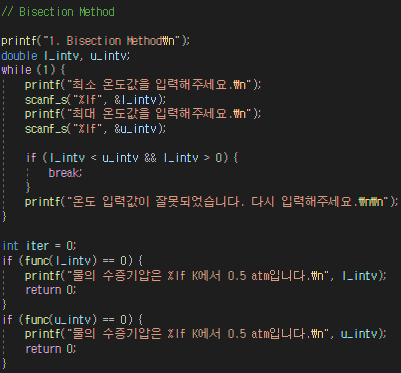 // Bisection Method
printf("1. Bisection Method₩n");
double l_intv, u_intv;
while (1) {
printf("최소 온도값을 입력해주세요.₩n");
scanf_s("%lf", &l_intv);
printf("최대 온도값을 입력해주세요.₩n");
scanf_s("%lf", &u_intv);
if (l_intv < u_intv && l_intv > 0) {
break;
}
printf("온도 입력값이 잘못되었습니다. 다시 입력해주세요.₩n₩n");
}
int iter = 0;
if (func(l_intv) == 0) {
printf("물의 수증기압은 %lf K에서 0.5 atm입니다.₩n", l_intv);
return 0;
}
if (func(u_intv) == 0) {
printf("물의 수증기압은 %lf K에서 0.5 atm입니다.₩n", u_intv);
return 0;
}